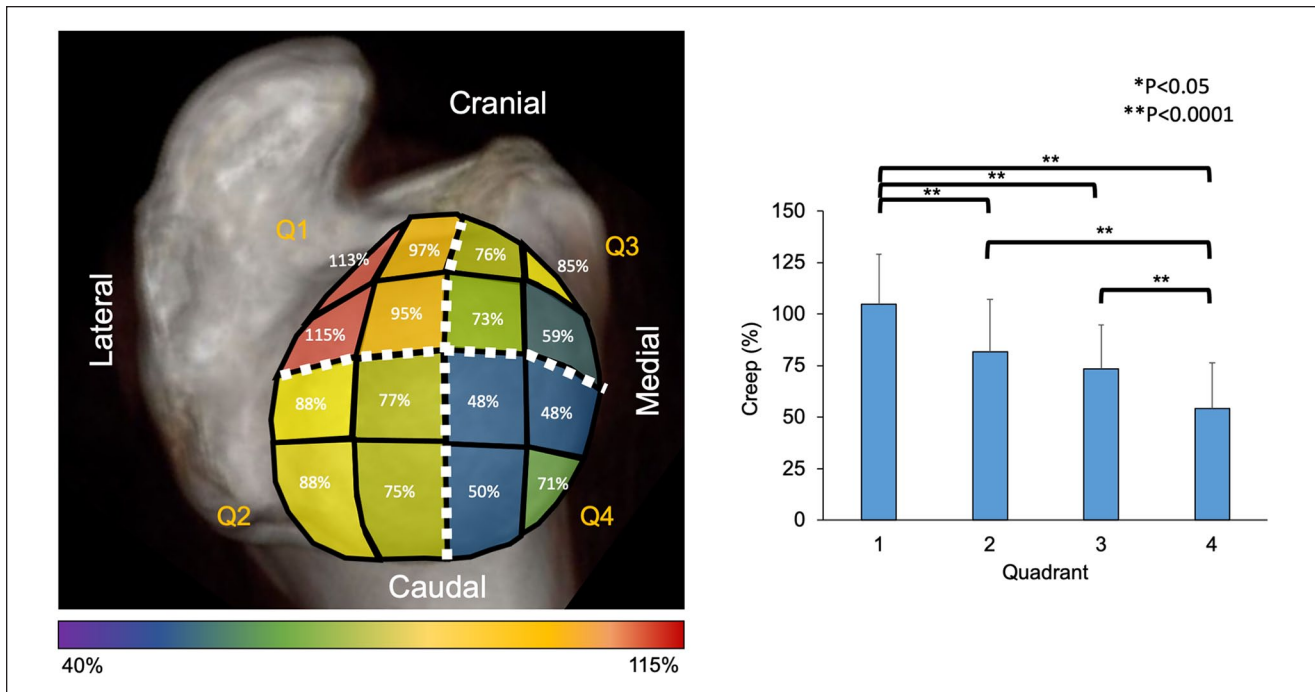 Cranial
Q1
Q3
97%
76%
113%
85%
95%
73%
115%
59%
Lateral
Medial
88%
77%
48%
48%
88%
75%
50%
71%
Q2
Q4
Caudal
40%
115%
*P<0.05
**P<0.0001
**
**
**
**
**
150
125
100
75
50
25
0
Creep (%)
1 2 3 4
Quadrant